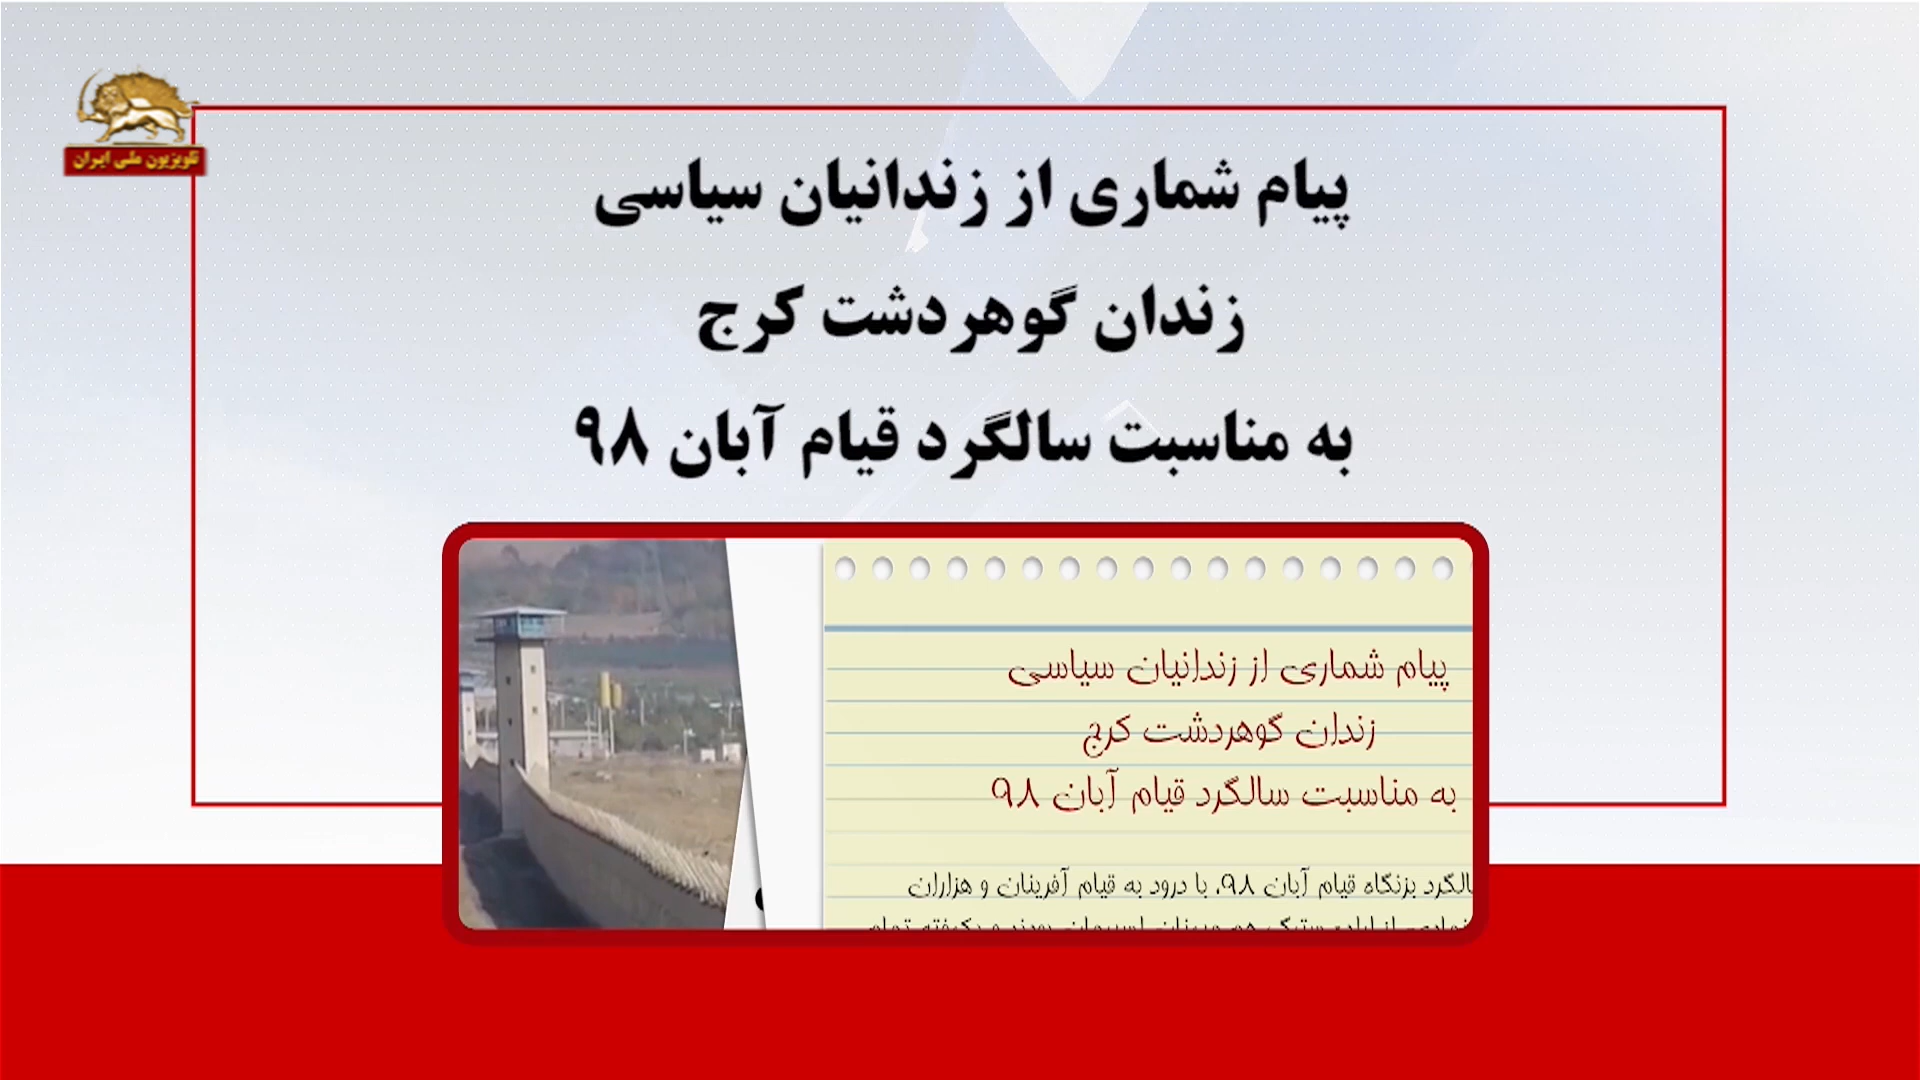 تلویزیون ملی ایران
پیام شماری از زندانیان سیاسی
زندان گوهردشت کرج
به مناسبت سالگرد قیام آبان ۹۸
پیام شماری از زندانیان سیاسی
زندان گوهردشت کرج
به مناسبت سالگرد قیام آبان ۹۸
قیام آبان ۹۸، با درود به قیام آفرینان و هزاران